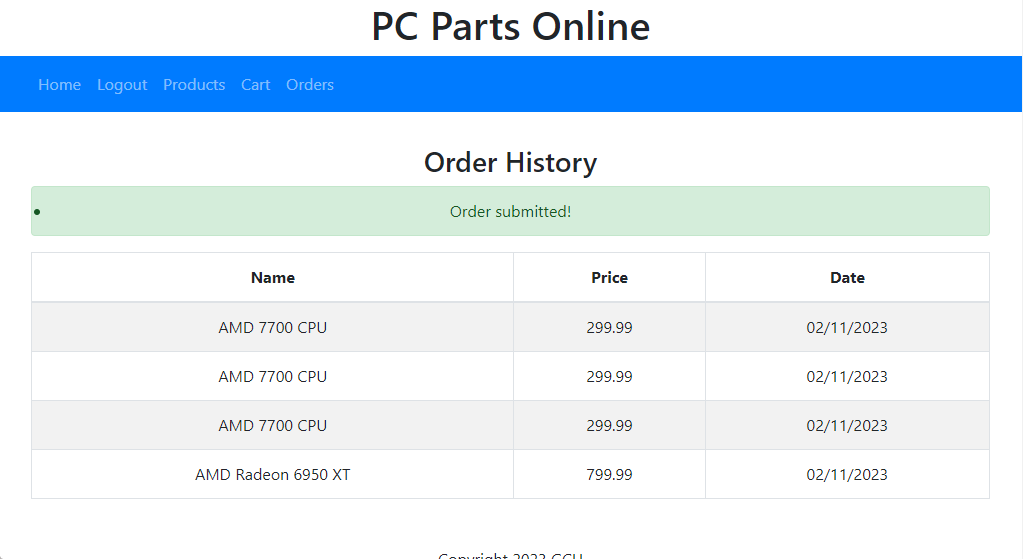 PC Parts Online
Home Logout Products Cart Orders
Order History
Order submitted!
Name Price Date
AMD 7700 CPU 299.99 02/11/2023
AMD 7700 CPU 299.99 02/11/2023
AMD 7700 CPU 299.99 02/11/2023
AMD Radeon 6950 XT 799.99 02/11/2023
Copyright 2023 GCU